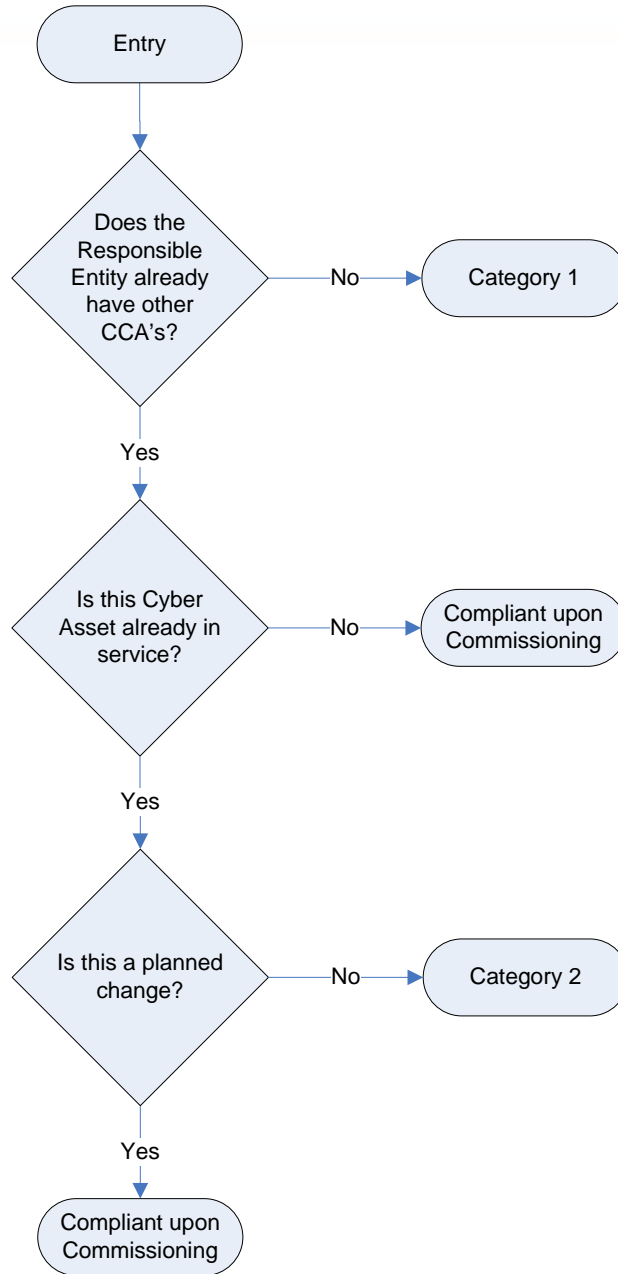 Entry
Does the
Responsible
Entity already
have other
CCA's?
No
Category 1
Yes
Is this Cyber
Asset already in
service?
No
Compliant upon
Commissioning
Yes
Is this a planned
change?
No
Category 2
Yes
Compliant upon
Commissioning